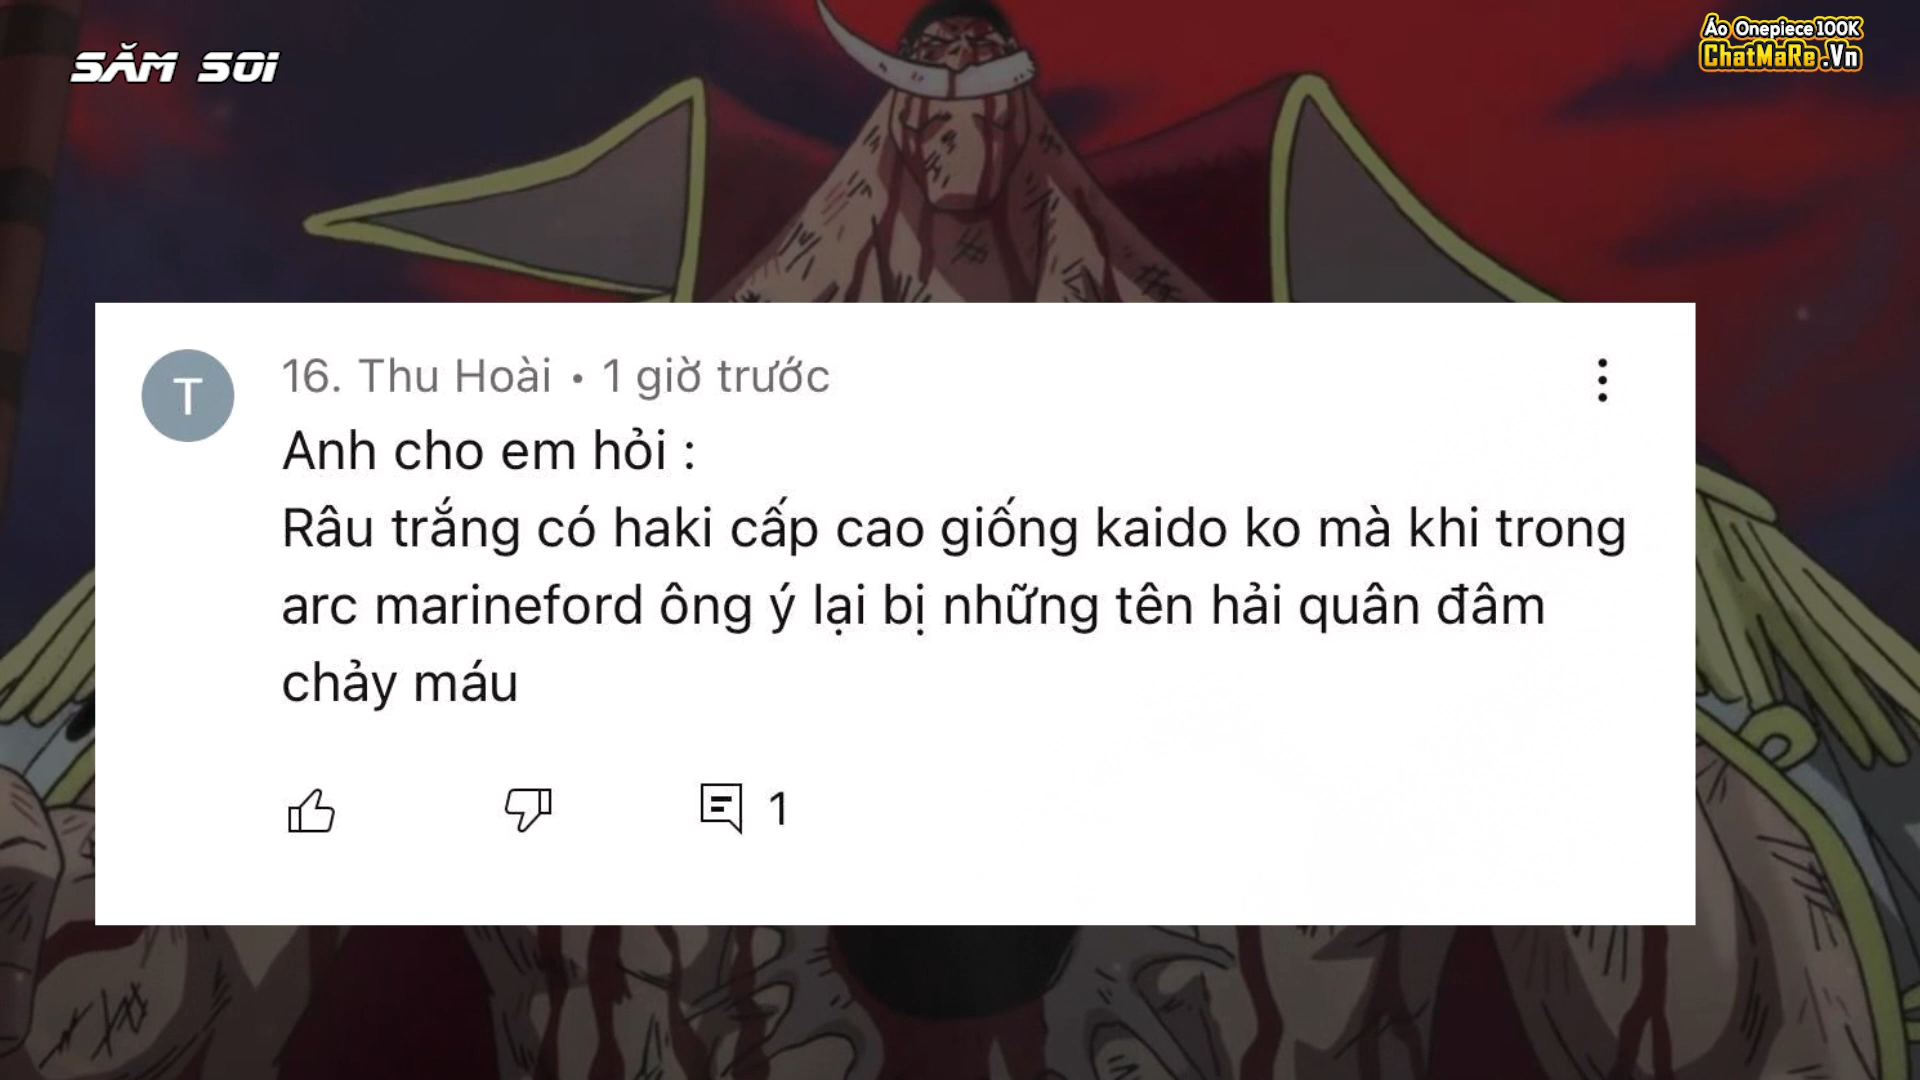 SĂM SOI
Áo Onepiece 100K
ChatMaRe.Vn
T
16. Thu Hoài • 1 giờ trước
Anh cho em hỏi :
Râu trắng có haki cấp cao giống kaido ko mà khi trong
arc marineford ông ý lại bị những tên hải quân đâm
chảy máu
1